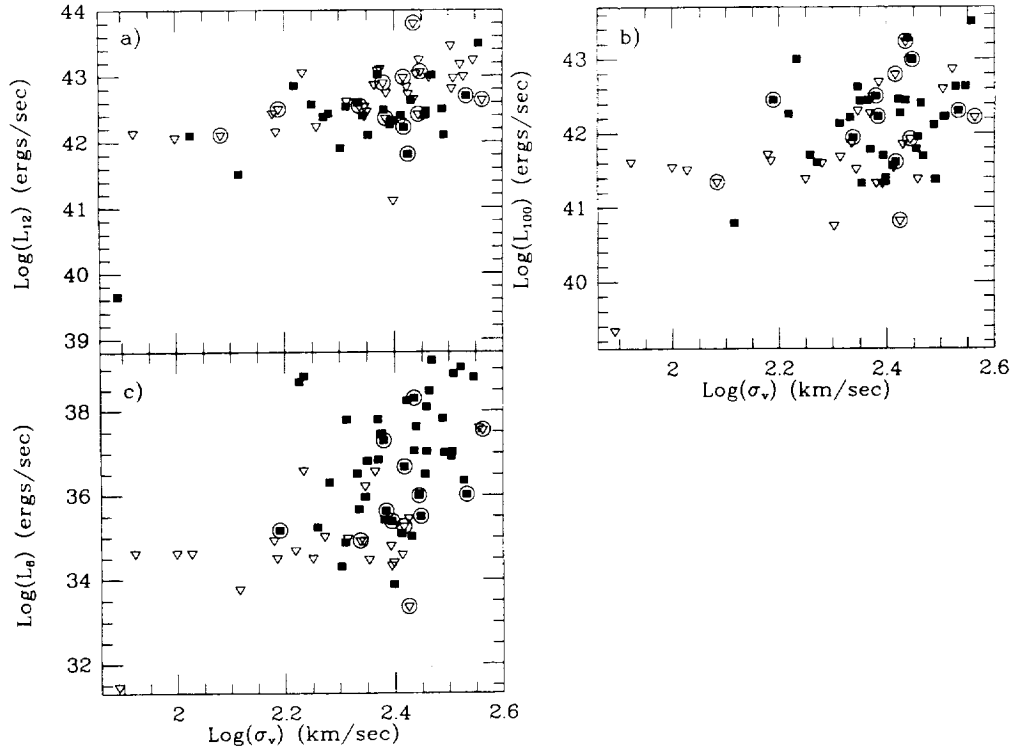 a)
44
43
42
41
40
39
Log(L₁₂) (ergs/sec)
b)
43
42
41
40
Log(L₁₀₀) (ergs/sec)
2
2.2
2.4
2.6
Log(σᵥ) (km/sec)
c)
38
36
34
32
Log(L₆) (ergs/sec)
2
2.2
2.4
2.6
Log(σᵥ) (km/sec)